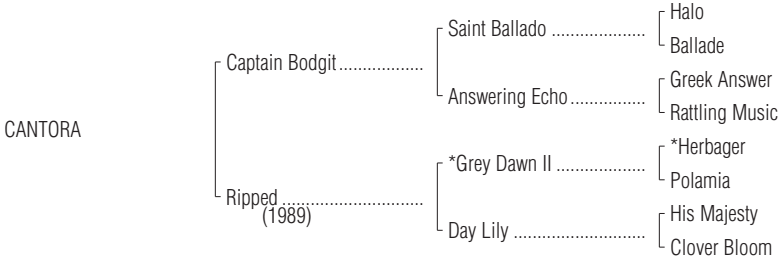 Halo
Saint Ballado ....................
Ballade
Captain Bodgit..................
Greek Answer
Answering Echo................
Rattling Music
CANTORA
*Herbager
*Grey Dawn II ...................
Polamia
Ripped ..............................
(1989)
His Majesty
Day Lily ............................
Clover Bloom